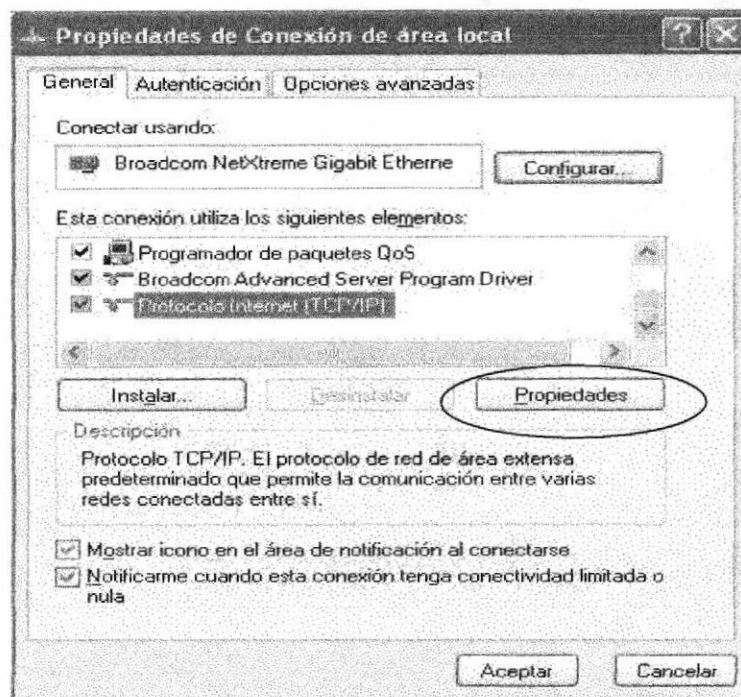 Propiedades de Conexión de área local
General Autenticación Opciones avanzadas
Conectar usando:
Broadcom NetXtreme Gigabit Etherne Configurar...
Esta conexión utiliza los siguientes elementos:
Programador de paquetes QoS
Broadcom Advanced Server Program Driver
Protocolo Internet (TCP/IP)
Instalar... Desinstalar Propiedades
Descripción
Protocolo TCP/IP. El protocolo de red de área extensa
predeterminado que permite la comunicación entre varias
redes conectadas entre sí.
Mostrar icono en el área de notificación al conectarse
Notificarme cuando esta conexión tenga conectividad limitada o
nula
Aceptar Cancelar